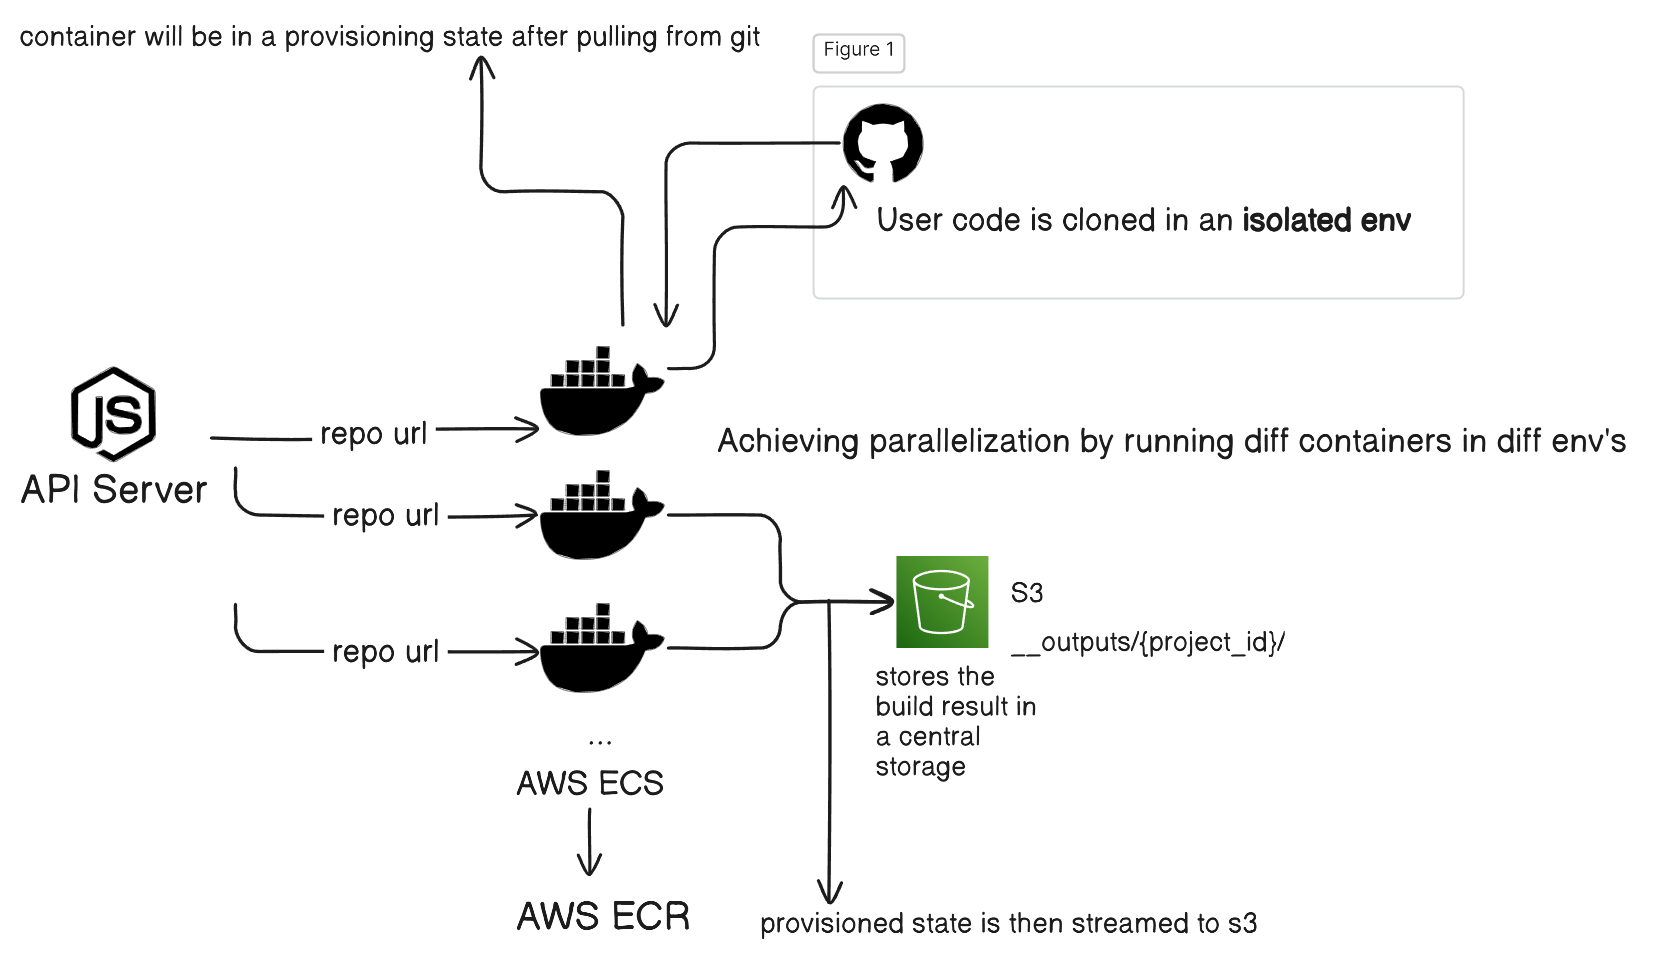 container will be in a provisioning state after pulling from git
Figure 1
User code is cloned in an isolated env
JS
API Server
repo url
Achieving parallelization by running diff containers in diff env's
repo url
repo url
S3
__outputs/{project_id}/
stores the
build result in
a central
storage
...
AWS ECS
AWS ECR
provisioned state is then streamed to s3